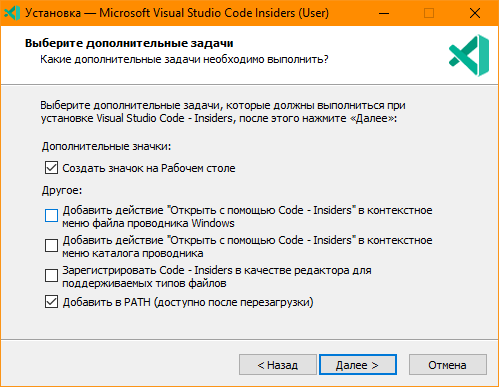 Установка — Microsoft Visual Studio Code Insiders (User)
Выберите дополнительные задачи
Какие дополнительные задачи необходимо выполнить?
Выберите дополнительные задачи, которые должны выполниться при
установке Visual Studio Code - Insiders, после этого нажмите «Далее»:
Дополнительные значки:
Создать значок на Рабочем столе
Другое:
Добавить действие "Открыть с помощью Code - Insiders" в контекстное
меню файла проводника Windows
Добавить действие "Открыть с помощью Code - Insiders" в контекстное
меню каталога проводника
Зарегистрировать Code - Insiders в качестве редактора для
поддерживаемых типов файлов
Добавить в PATH (доступно после перезагрузки)
< Назад
Далее >
Отмена